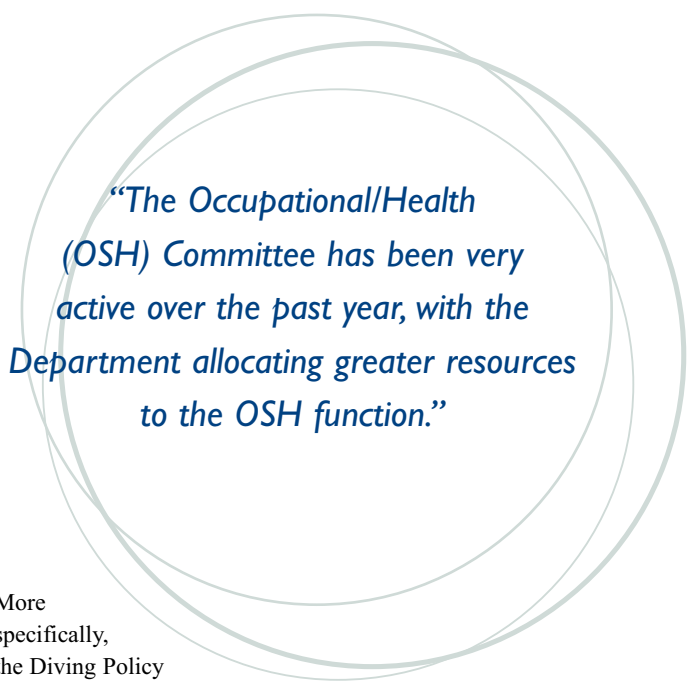 “The Occupational/Health
(OSH) Committee has been very
active over the past year, with the
Department allocating greater resources
to the OSH function.”
More
specifically,
the Diving Policy